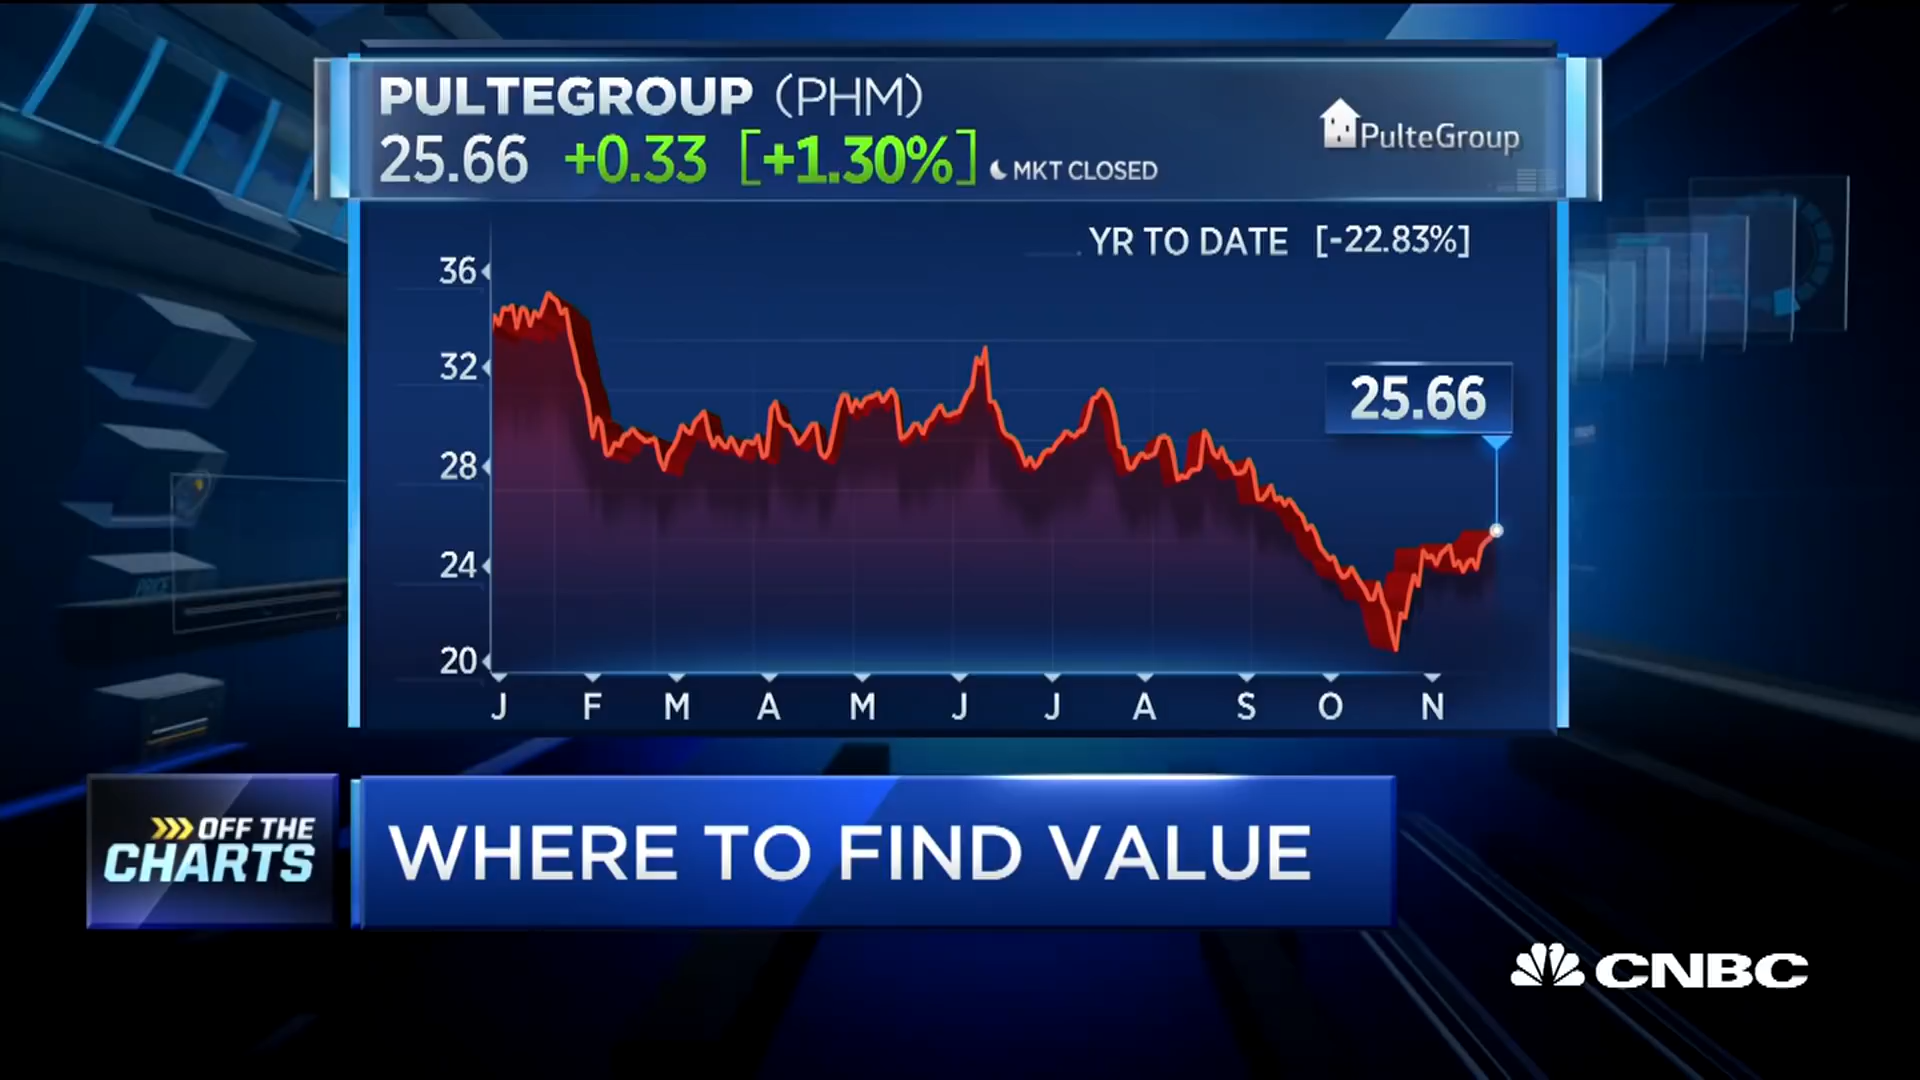 PULTEGROUP (PHM)
25.66 +0.33 [+1.30%] MKT CLOSED
PulteGroup
YR TO DATE [-22.83%]
36
32
28
24
20
25.66
J F M A M J J A S O N
OFF THE
CHARTS
WHERE TO FIND VALUE
CNBC